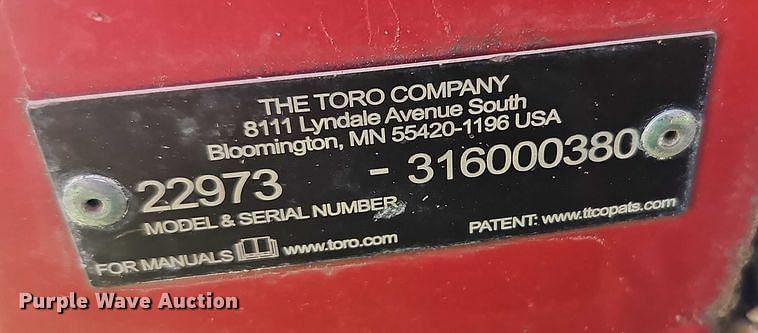 THE TORO COMPANY
8111 Lyndale Avenue South
Bloomington, MN 55420-1196 USA
22973 - 316000380
MODEL & SERIAL NUMBER
PATENT: www.ttcopats.com
FOR MANUALS www.toro.com
Purple Wave Auction